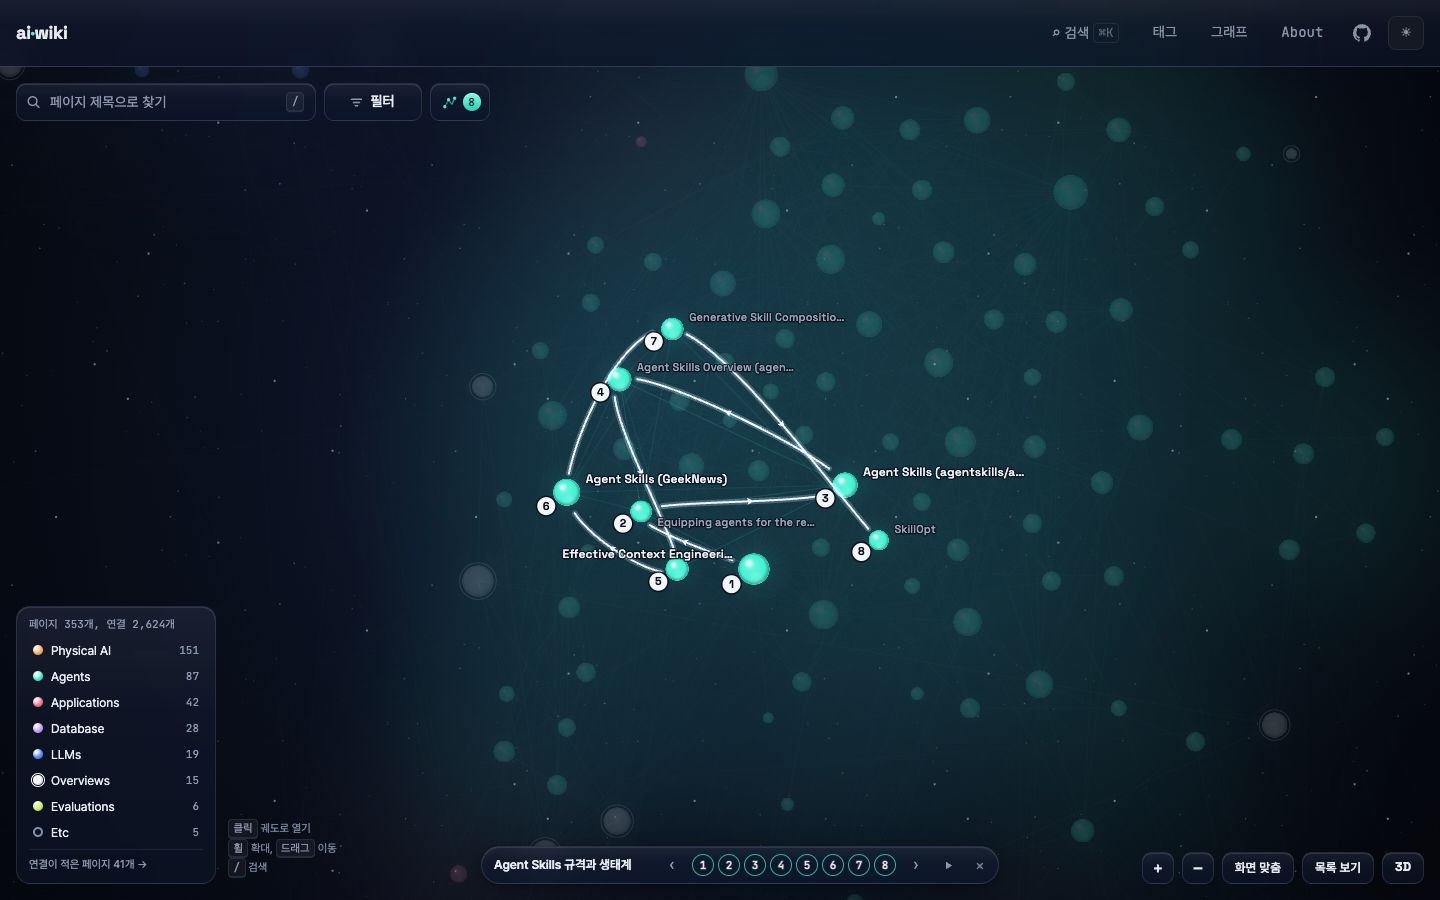 ai·wiki
검색 ⌘K 태그 그래프 About
페이지 제목으로 찾기 /
필터
8
Generative Skill Compositio…
7
Agent Skills Overview (agen…
4
Agent Skills (agentskills/a…
3
Agent Skills (GeekNews)
6
2
Equipping agents for the re…
SkillOpt
8
Effective Context Engineeri…
5
1
페이지 353개, 연결 2,624개
Physical AI 151
Agents 87
Applications 42
Database 28
LLMs 19
Overviews 15
Evaluations 6
Etc 5
연결이 적은 페이지 41개 →
클릭 궤도로 열기
휠 확대, 드래그 이동
/ 검색
Agent Skills 규격과 생태계 ‹ 1 2 3 4 5 6 7 8 › ▶ ×
+ − 화면 맞춤 목록 보기 3D